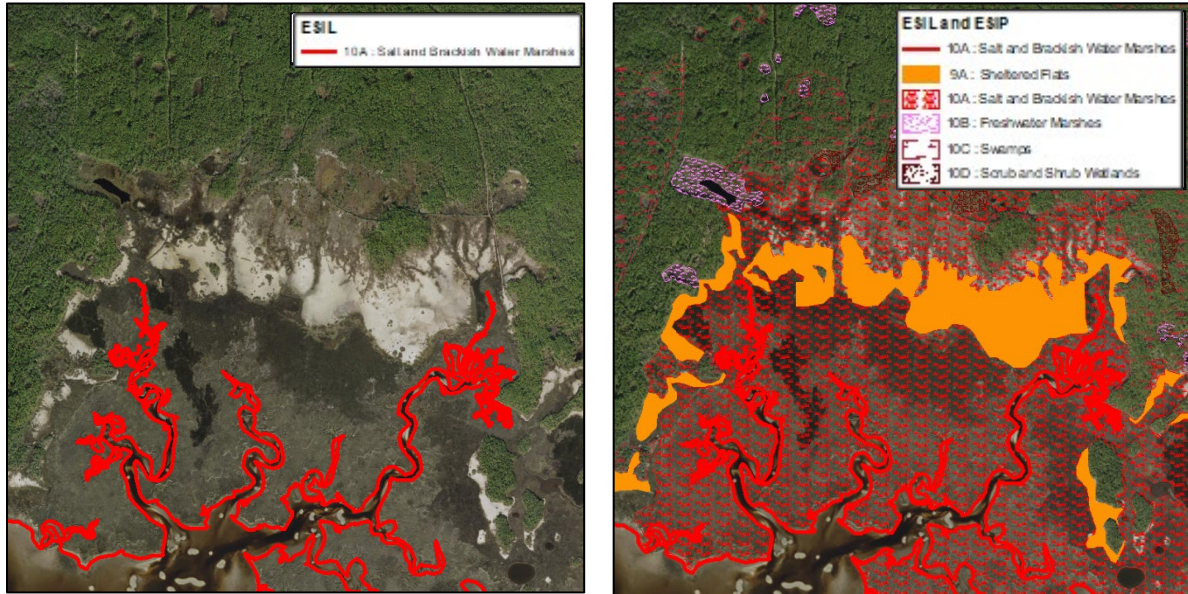 ESIL
10A : Salt and Brackish Water Marshes
ESIL and ESIP
10A : Salt and Brackish Water Marshes
9A : Sheltered Flats
10A : Salt and Brackish Water Marshes
10B : Freshwater Marshes
10C : Swamps
10D : Scrub and Shrub Wetlands